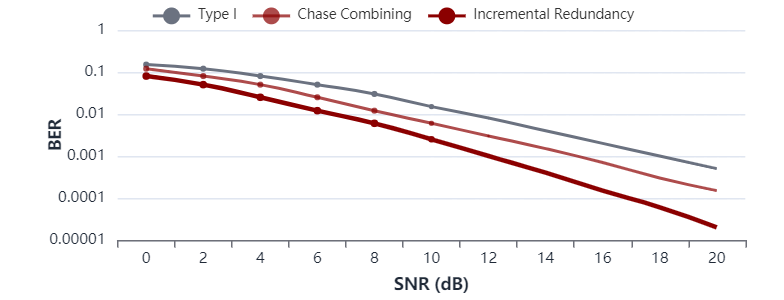 Type I Chase Combining Incremental Redundancy
1
0.1
0.01
0.001
0.0001
0.00001
BER
0 2 4 6 8 10 12 14 16 18 20
SNR (dB)